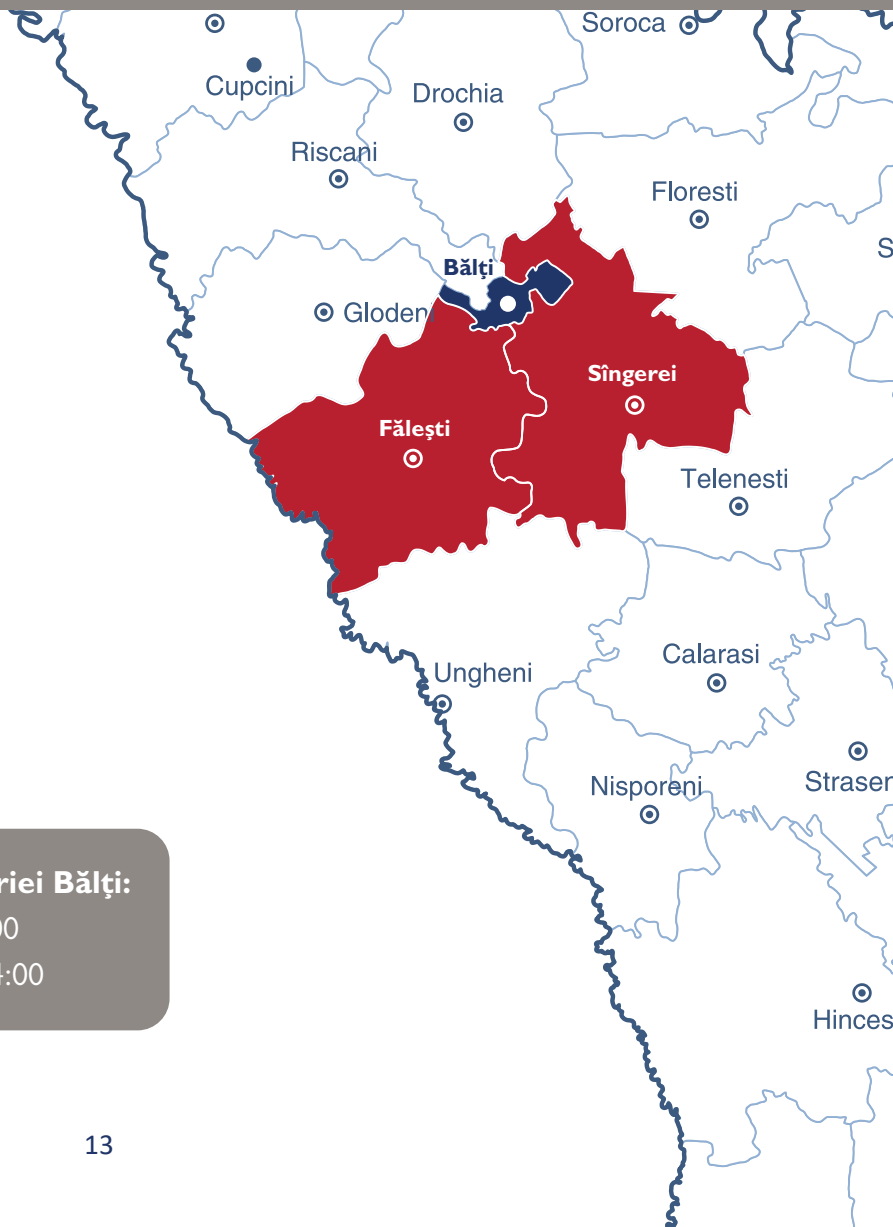 Soroca
Cupcini
Drochia
Riscani
Floresti
S
Bălți
Gloden
Sîngerei
Fălești
Telenesti
Calarasi
Ungheni
Nisporeni
Straser
riei Bălți:
00
4:00
Hinces
13